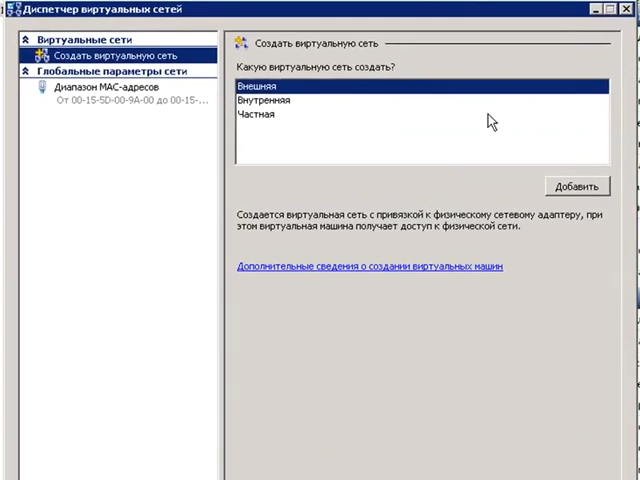 Диспетчер виртуальных сетей
Виртуальные сети
Создать виртуальную сеть
Глобальные параметры сети
Диапазон MAC-адресов
От 00-15-5D-00-9A-00 до 00-15-...
Создать виртуальную сеть
Какую виртуальную сеть создать?
Внешняя
Внутренняя
Частная
Добавить
Создается виртуальная сеть с привязкой к физическому сетевому адаптеру, при
этом виртуальная машина получает доступ к физической сети.
Дополнительные сведения о создании виртуальных машин